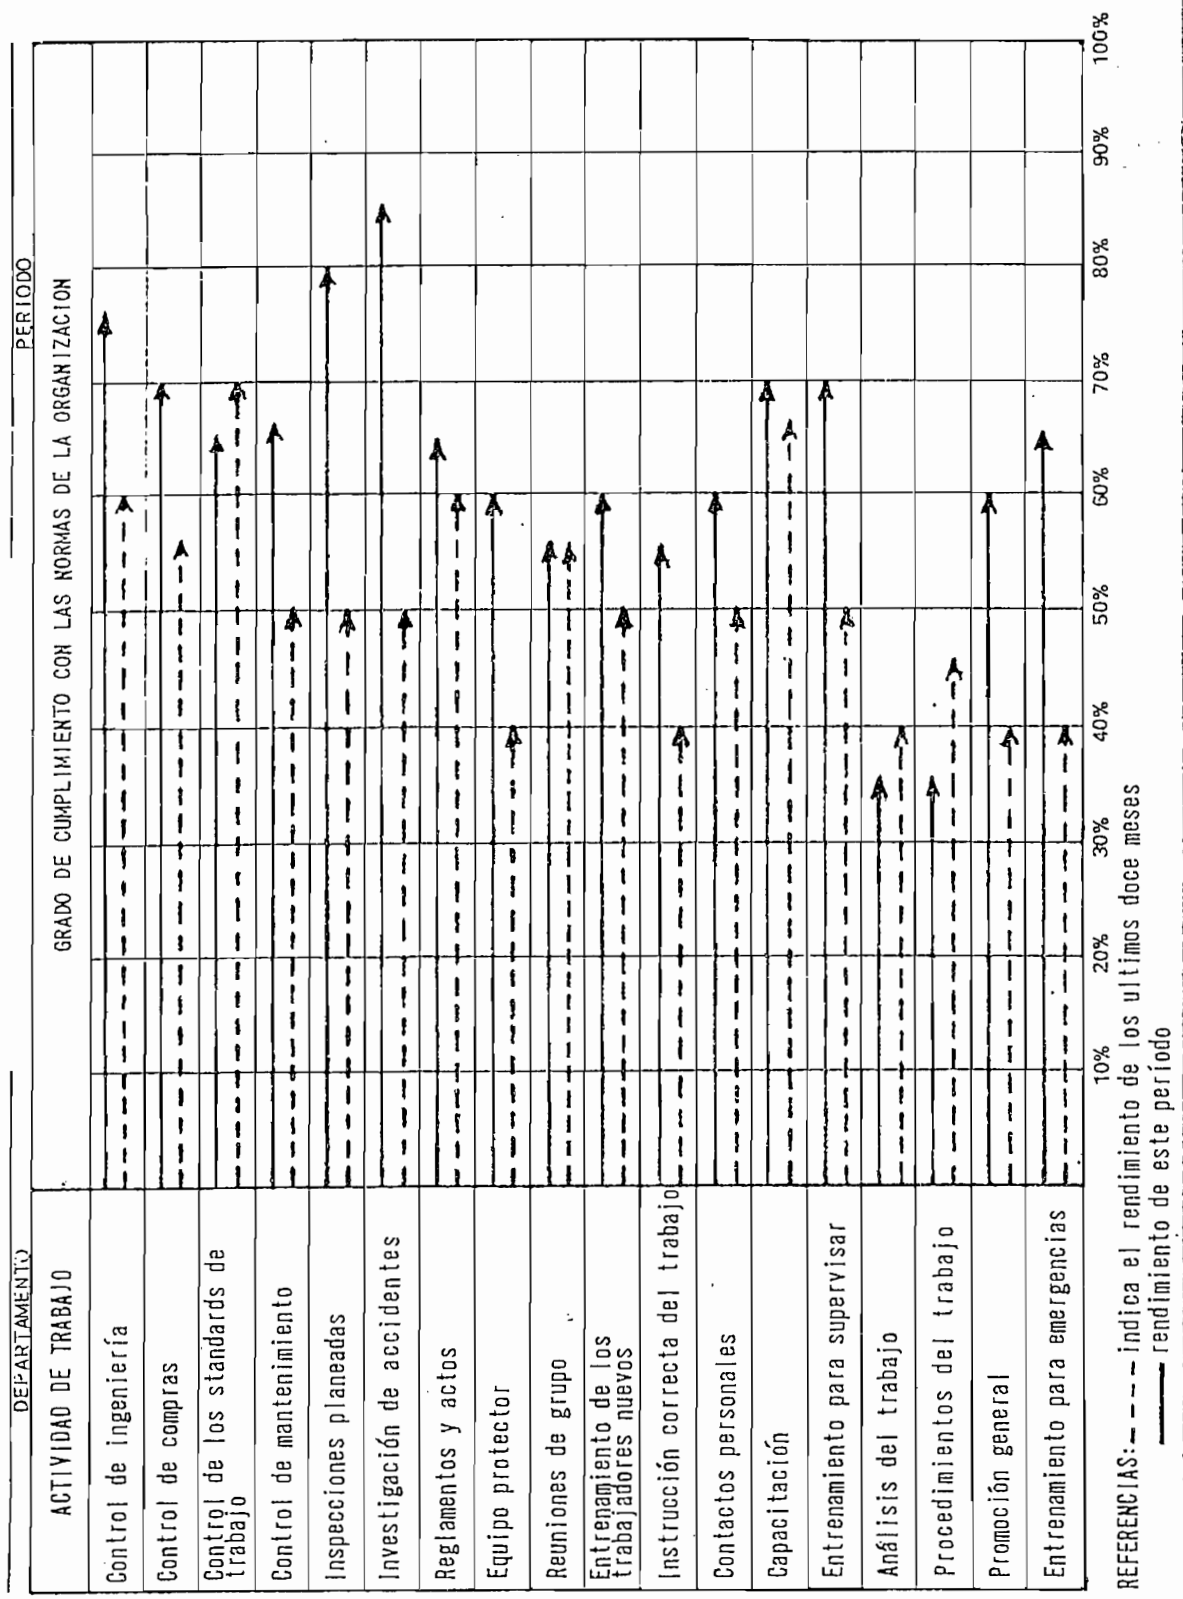 DEPARTAMENTO
PERIODO
ACTIVIDAD DE TRABAJO
GRADO DE CUMPLIMIENTO CON LAS NORMAS DE LA ORGANIZACION
Control de ingeniería
Control de compras
Control de los standards de
trabajo
Control de mantenimiento
Inspecciones planeadas
Investigación de accidentes
Reglamentos y actos
Equipo protector
Reuniones de grupo
Entrenamiento de los
trabajadores nuevos
Instrucción correcta del trabajo
Contactos personales
Capacitación
Entrenamiento para supervisar
Análisis del trabajo
Procedimientos del trabajo
Promoción general
Entrenamiento para emergencias
10% 20% 30% 40% 50% 60% 70% 80% 90% 100%
REFERENCIAS: - - - - indica el rendimiento de los ultimos doce meses
rendimiento de este período